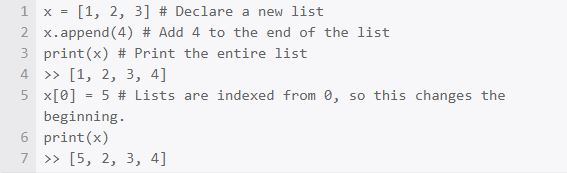 1 x = [1, 2, 3] # Declare a new list
2 x.append(4) # Add 4 to the end of the list
3 print(x) # Print the entire list
4 >> [1, 2, 3, 4]
5 x[0] = 5 # Lists are indexed from 0, so this changes the
beginning.
6 print(x)
7 >> [5, 2, 3, 4]